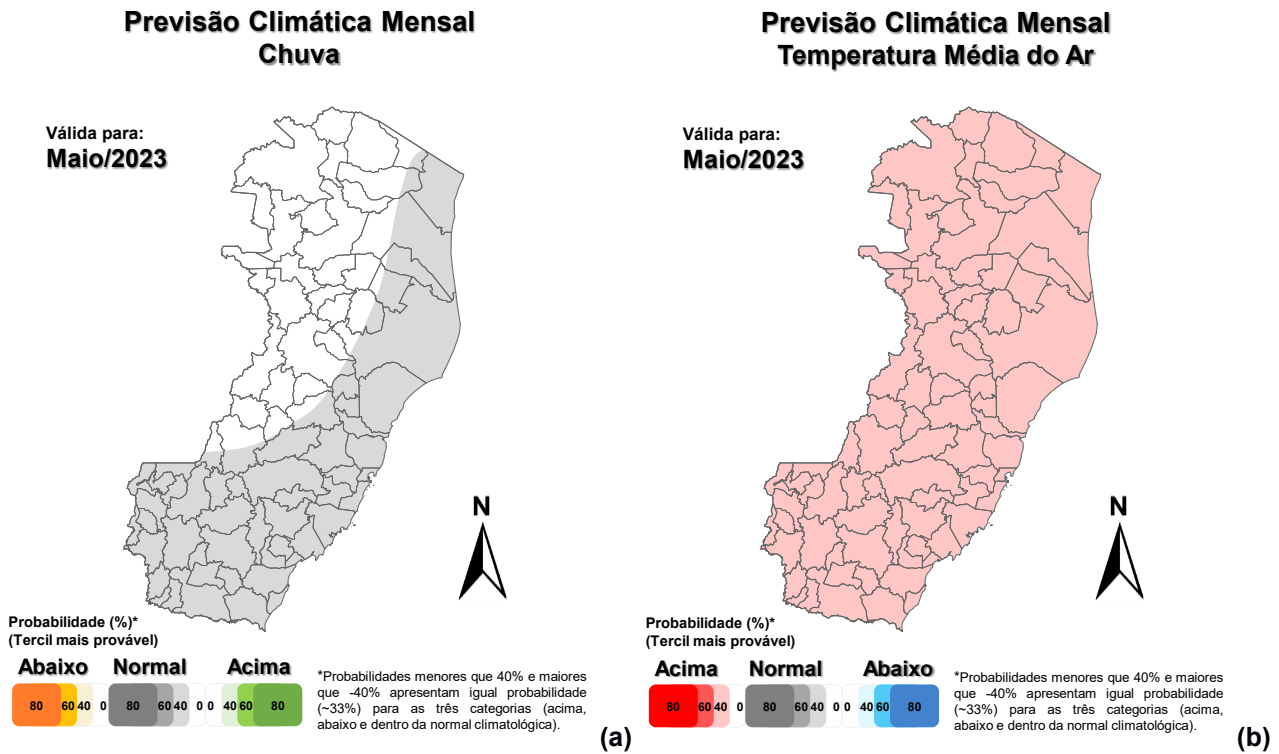 Previsão Climática Mensal
Chuva
Válida para:
Maio/2023
N
Probabilidade (%)*
(Tercil mais provável)
Abaixo Normal Acima
80 60 40 0 80 60 40 0 0 40 60 80
*Probabilidades menores que 40% e maiores
que -40% apresentam igual probabilidade
(~33%) para as três categorias (acima,
abaixo e dentro da normal climatológica).
(a)
Previsão Climática Mensal
Temperatura Média do Ar
Válida para:
Maio/2023
N
Probabilidade (%)*
(Tercil mais provável)
Acima Normal Abaixo
80 60 40 0 80 60 40 0 0 40 60 80
*Probabilidades menores que 40% e maiores
que -40% apresentam igual probabilidade
(~33%) para as três categorias (acima,
abaixo e dentro da normal climatológica).
(b)